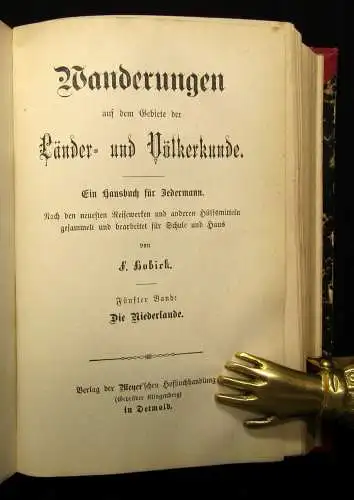 Wanderungen
auf dem Gebiete der
Länder- und Völkerkunde.
Ein Hausbuch für Jedermann.
Nach den neuesten Reisewerken und anderen Hülfsmitteln
gesammelt und bearbeitet für Schule und Haus
von
F. Hobirk.
Fünfter Band:
Die Niederlande.
Verlag der Meyer'schen Hofbuchhandlung
(Gebrüder Klingenberg)
in Detmold.